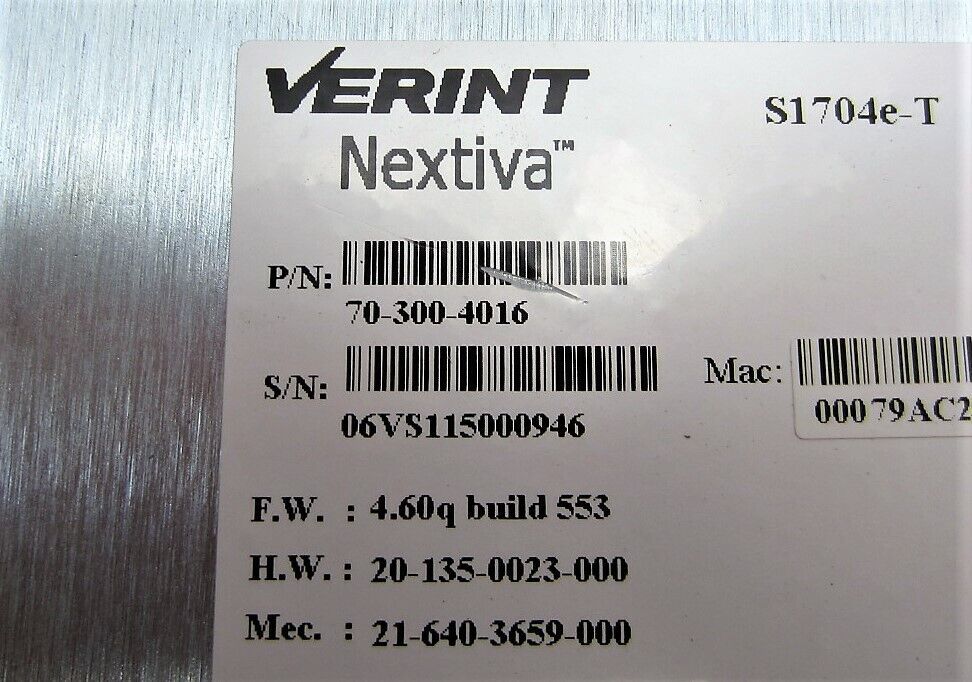 VERINT
Nextiva™
S1704e-T
P/N:
70-300-4016
S/N:
06VS115000946
Mac:
00079AC2
F.W. : 4.60q build 553
H.W. : 20-135-0023-000
Mec. : 21-640-3659-000